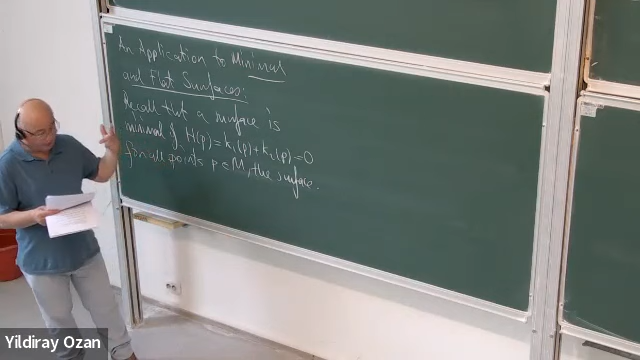 An Application to Minimal
and Flat Surfaces:
Recall that a surface is
minimal if H(p) = k₁(p) + k₂(p) = 0
for all points p ∈ M, the surface.
Yildiray Ozan